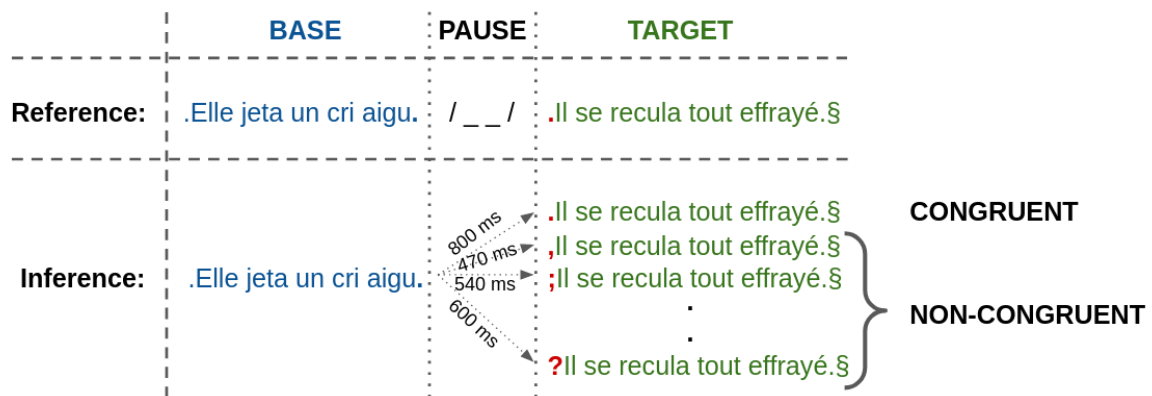 BASE PAUSE TARGET
Reference: .Elle jeta un cri aigu. / _ _ / .Il se recula tout effrayé.§
800 ms .Il se recula tout effrayé.§ CONGRUENT
470 ms ,Il se recula tout effrayé.§
Inference: .Elle jeta un cri aigu. 540 ms ;Il se recula tout effrayé.§
.
NON-CONGRUENT
.
600 ms ?Il se recula tout effrayé.§